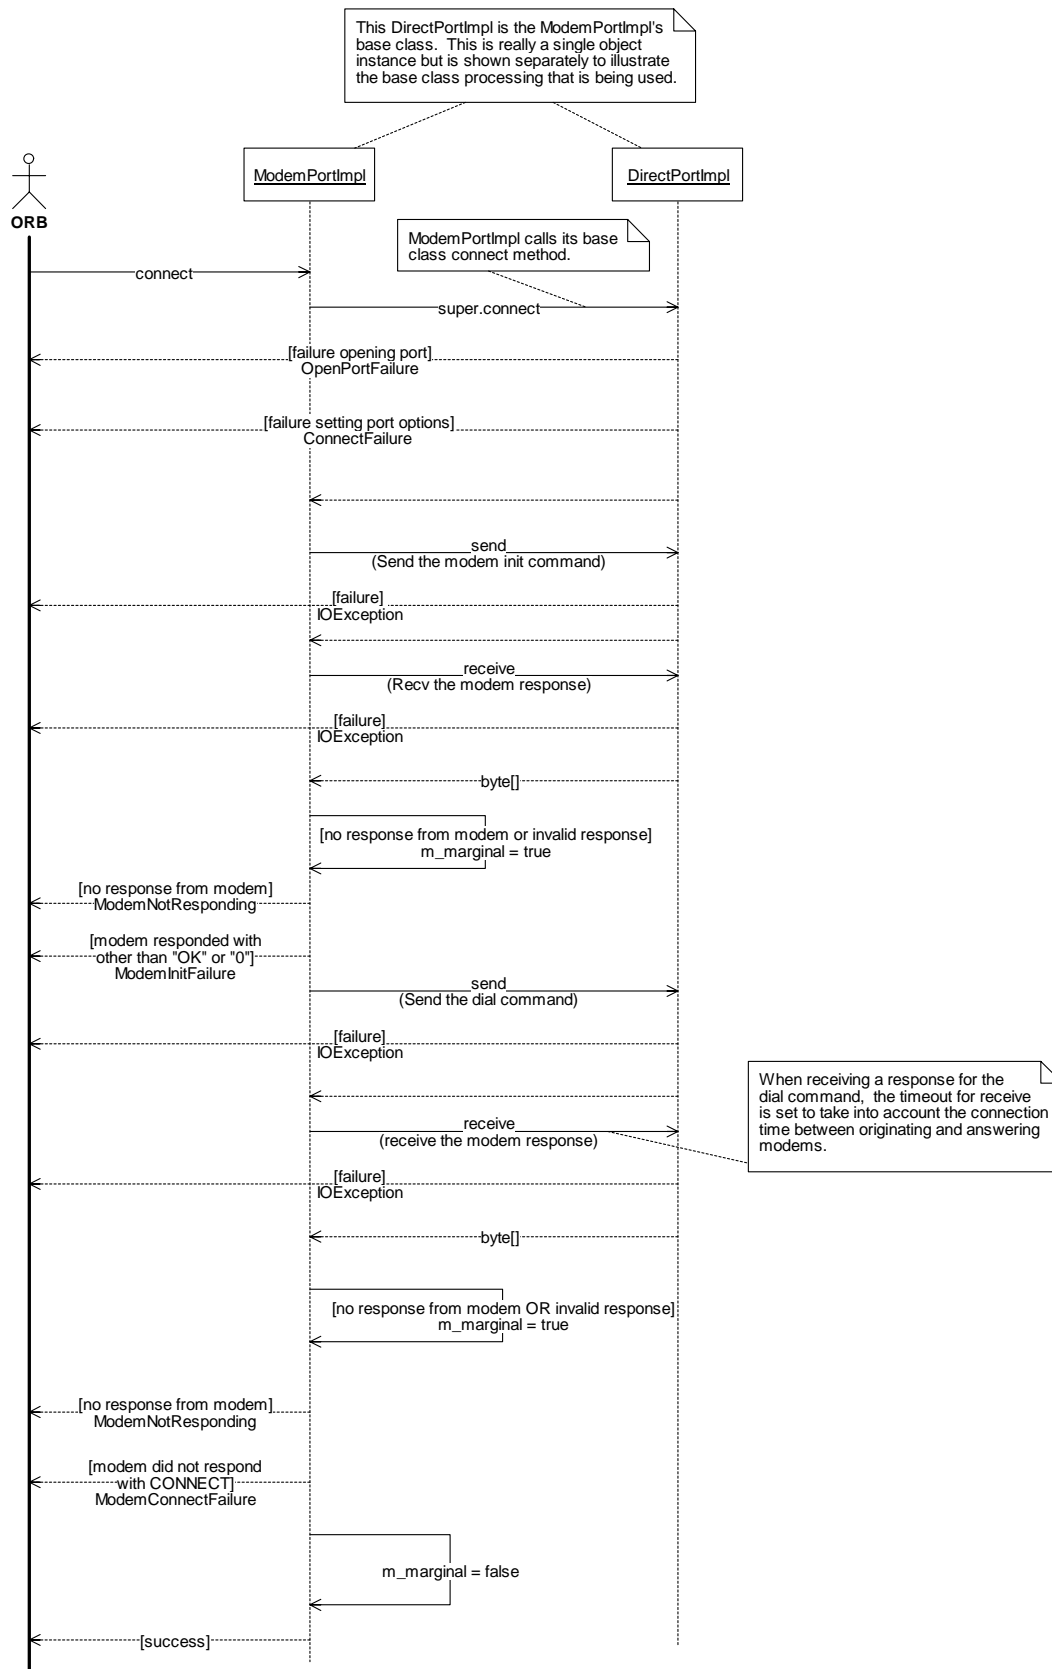 This DirectPortImpl is the ModemPortImpl's
base class.  This is really a single object
instance but is shown separately to illustrate
the base class processing that is being used.
ModemPortImpl
DirectPortImpl
ORB
ModemPortImpl calls its base
class connect method.
connect
super.connect
[failure opening port]
OpenPortFailure
[failure setting port options]
ConnectFailure
send
(Send the modem init command)
[failure]
IOException
receive
(Recv the modem response)
[failure]
IOException
byte[]
[no response from modem or invalid response]
m_marginal = true
[no response from modem]
ModemNotResponding
[modem responded with
other than "OK" or "0"]
ModemInitFailure
send
(Send the dial command)
[failure]
IOException
When receiving a response for the
dial command,  the timeout for receive
is set to take into account the connection
time between originating and answering
modems.
receive
(receive the modem response)
[failure]
IOException
byte[]
[no response from modem OR invalid response]
m_marginal = true
[no response from modem]
ModemNotResponding
[modem did not respond
with CONNECT]
ModemConnectFailure
m_marginal = false
[success]